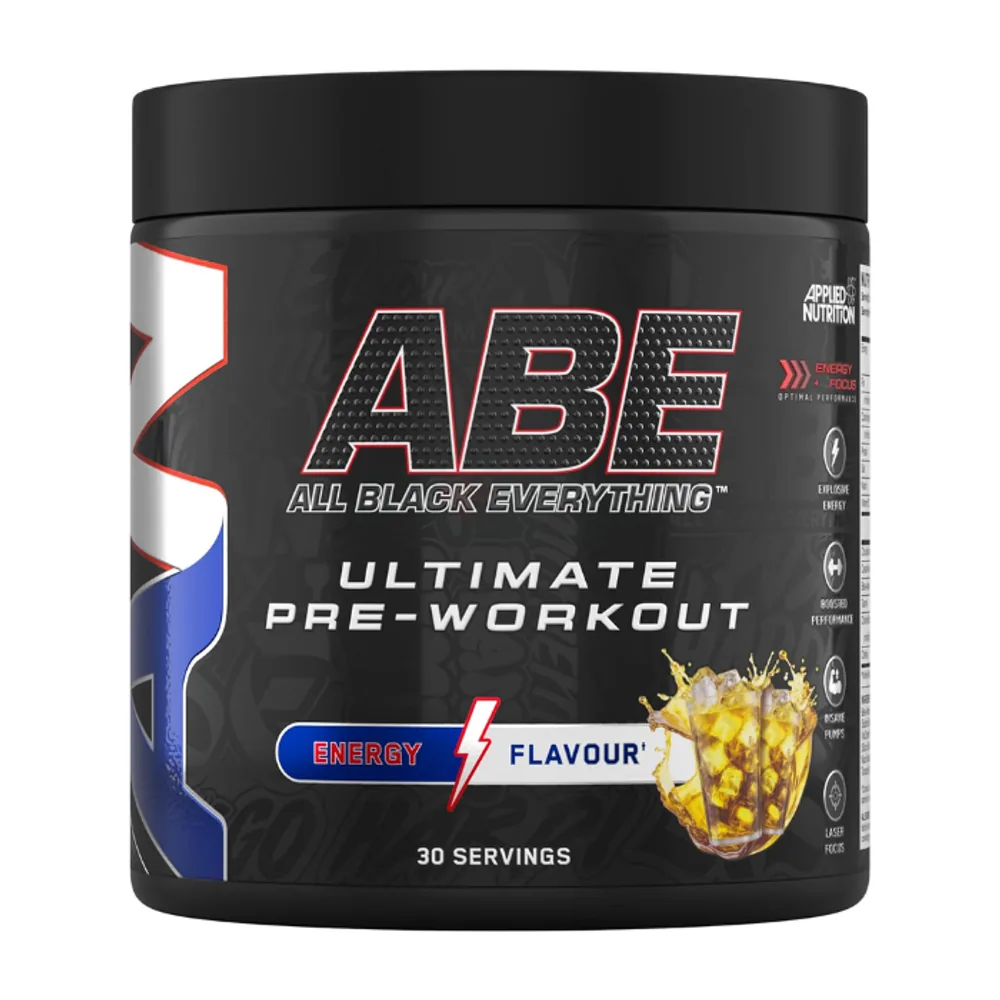 ABE
ALL BLACK EVERYTHING™
ULTIMATE
PRE-WORKOUT
ENERGY FLAVOUR†
30 SERVINGS
APPLIED
NUTRITION
ENERGY
+ FOCUS
OPTIMAL PERFORMANCE
EXPLOSIVE
ENERGY
BOOSTED
PERFORMANCE
INSANE
PUMPS
LASER
FOCUS